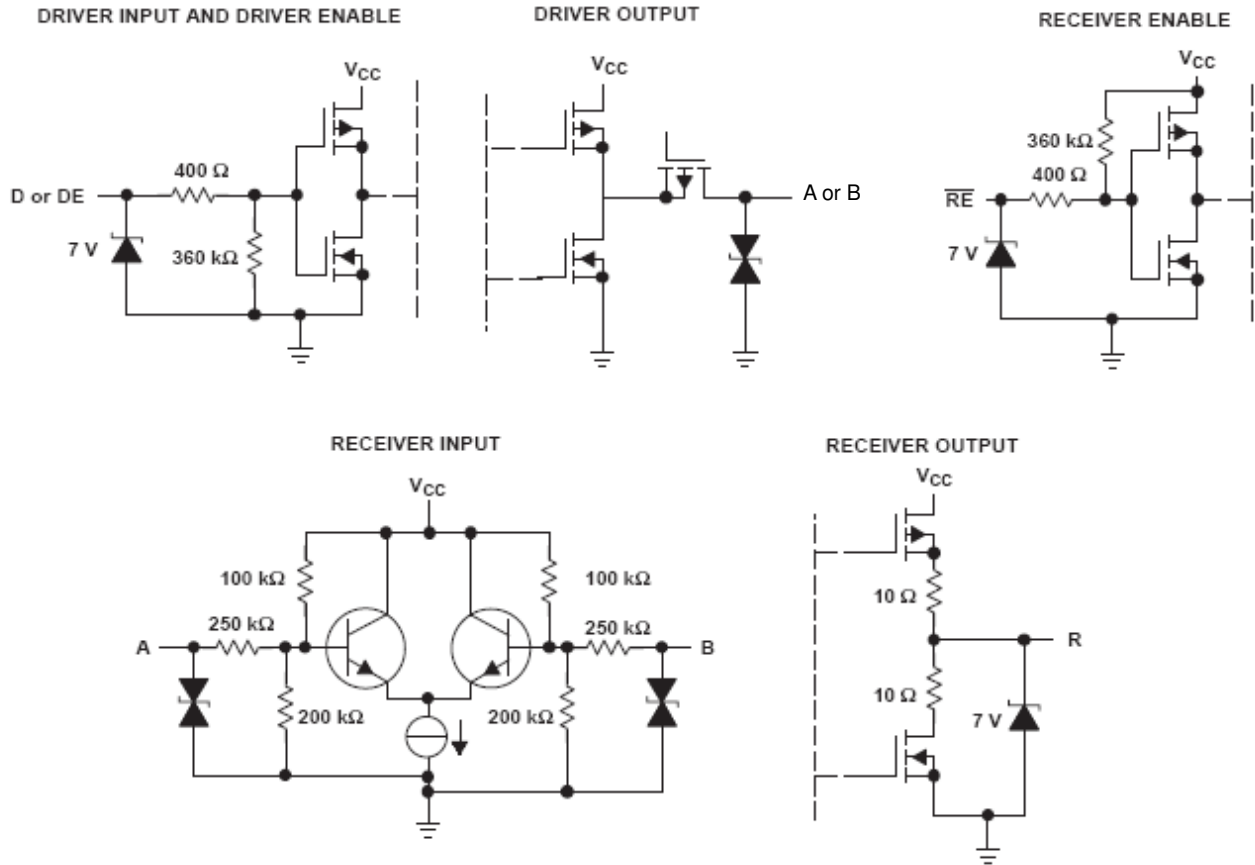 DRIVER INPUT AND DRIVER ENABLE
VCC
400 Ω
D or DE
7 V
360 kΩ
DRIVER OUTPUT
VCC
A or B
RECEIVER ENABLE
VCC
360 kΩ
400 Ω
RE
7 V
RECEIVER INPUT
VCC
100 kΩ
100 kΩ
250 kΩ
250 kΩ
A
B
200 kΩ
200 kΩ
RECEIVER OUTPUT
VCC
10 Ω
R
10 Ω
7 V